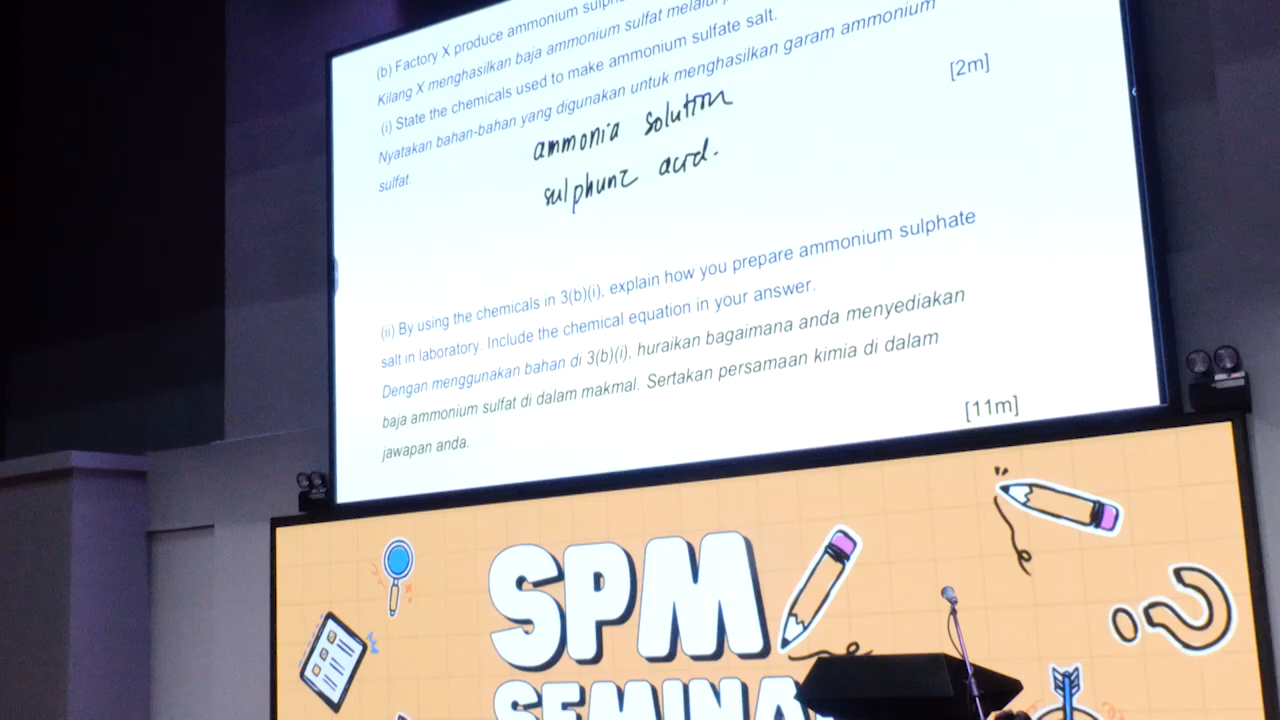 (b) Factory X produce ammonium
Kilang X menghasilkan baja ammonium sulfat
(i) State the chemicals used to make ammonium sulfate salt.
Nyatakan bahan-bahan yang digunakan untuk menghasilkan garam ammonium
sulfat.
[2m]
ammonia solution
sulphuric acid.
(ii) By using the chemicals in 3(b)(i), explain how you prepare ammonium sulphate
salt in laboratory. Include the chemical equation in your answer.
Dengan menggunakan bahan di 3(b)(i), huraikan bagaimana anda menyediakan
baja ammonium sulfat di dalam makmal. Sertakan persamaan kimia di dalam
jawapan anda.
[11m]
SPM